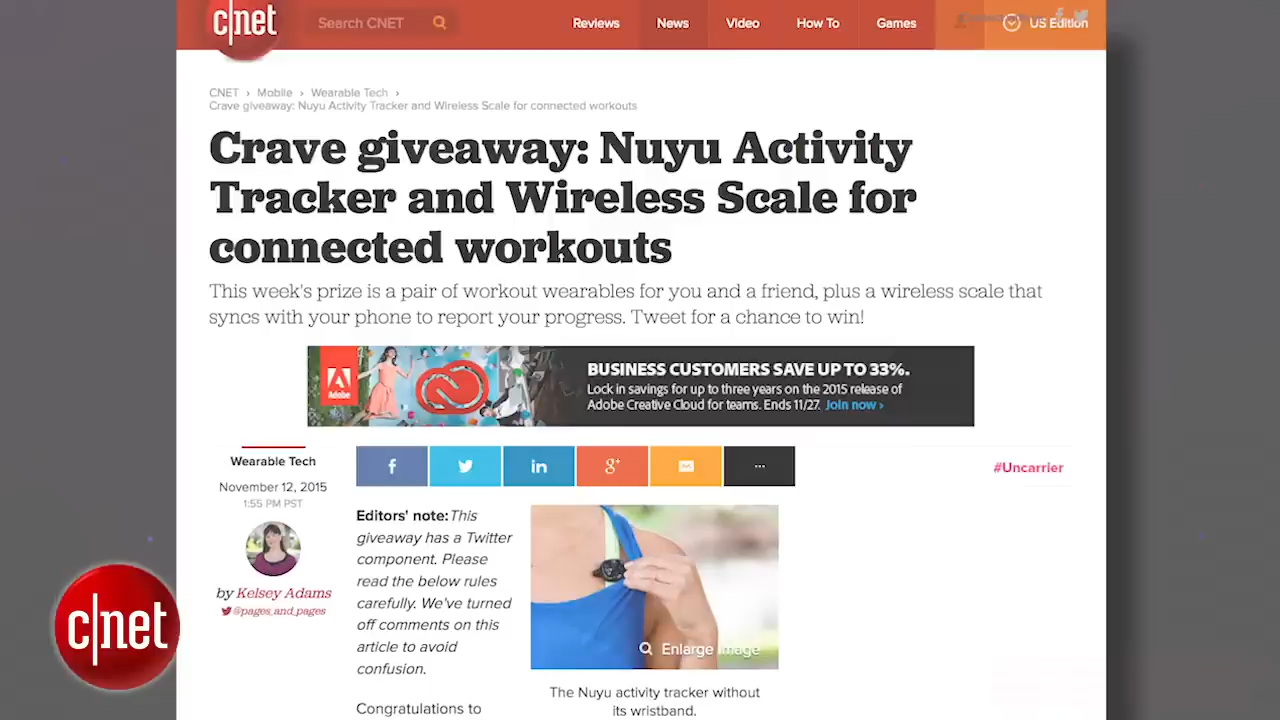 c|net
Search CNET
Reviews
News
Video
How To
Games
US Edition
CNET › Mobile › Wearable Tech ›
Crave giveaway: Nuyu Activity Tracker and Wireless Scale for connected workouts
Crave giveaway: Nuyu Activity
Tracker and Wireless Scale for
connected workouts
This week's prize is a pair of workout wearables for you and a friend, plus a wireless scale that
syncs with your phone to report your progress. Tweet for a chance to win!
Adobe
BUSINESS CUSTOMERS SAVE UP TO 33%.
Lock in savings for up to three years on the 2015 release of
Adobe Creative Cloud for teams. Ends 11/27. Join now ›
Wearable Tech
November 12, 2015
1:55 PM PST
by Kelsey Adams
@pages_and_pages
f
in
g+
...
#Uncarrier
Editors' note: This
giveaway has a Twitter
component. Please
read the below rules
carefully. We've turned
off comments on this
article to avoid
confusion.
Congratulations to
Enlarge Image
The Nuyu activity tracker without
its wristband.
c|net